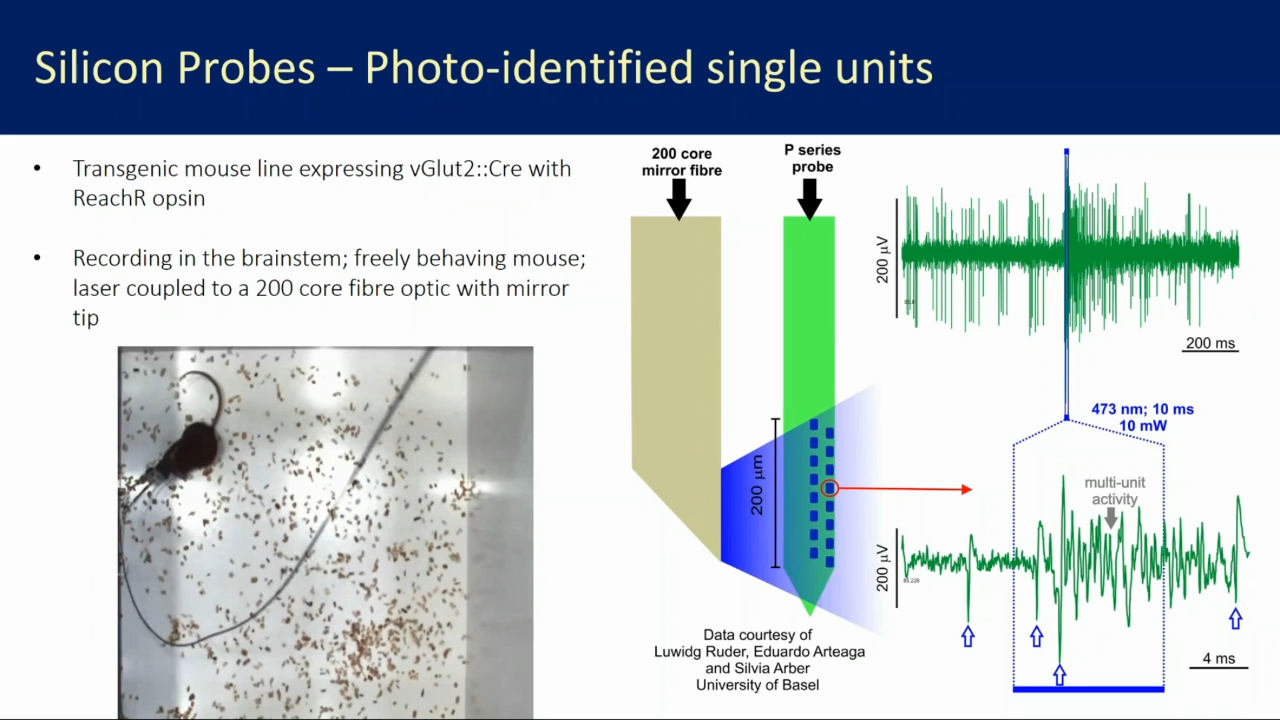 Silicon Probes – Photo-identified single units
• Transgenic mouse line expressing vGlut2::Cre with
ReachR opsin
• Recording in the brainstem; freely behaving mouse;
laser coupled to a 200 core fibre optic with mirror
tip
200 core
mirror fibre
P series
probe
200 µm
Data courtesy of
Luwidg Ruder, Eduardo Arteaga
and Silvia Arber
University of Basel
200 µV
200 ms
473 nm; 10 ms
10 mW
multi-unit
activity
200 µV
4 ms